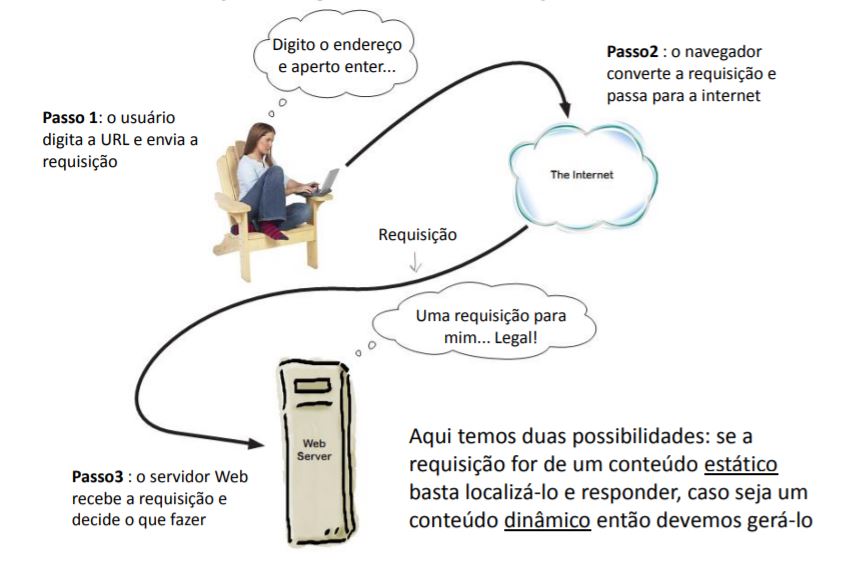 Digito o endereço
e aperto enter...
Passo2 : o navegador
converte a requisição e
passa para a internet
Passo 1: o usuário
digita a URL e envia a
requisição
The Internet
Requisição
Uma requisição para
mim... Legal!
Web
Server
Passo3 : o servidor Web
recebe a requisição e
decide o que fazer
Aqui temos duas possibilidades: se a
requisição for de um conteúdo estático
basta localizá-lo e responder, caso seja um
conteúdo dinâmico então devemos gerá-lo